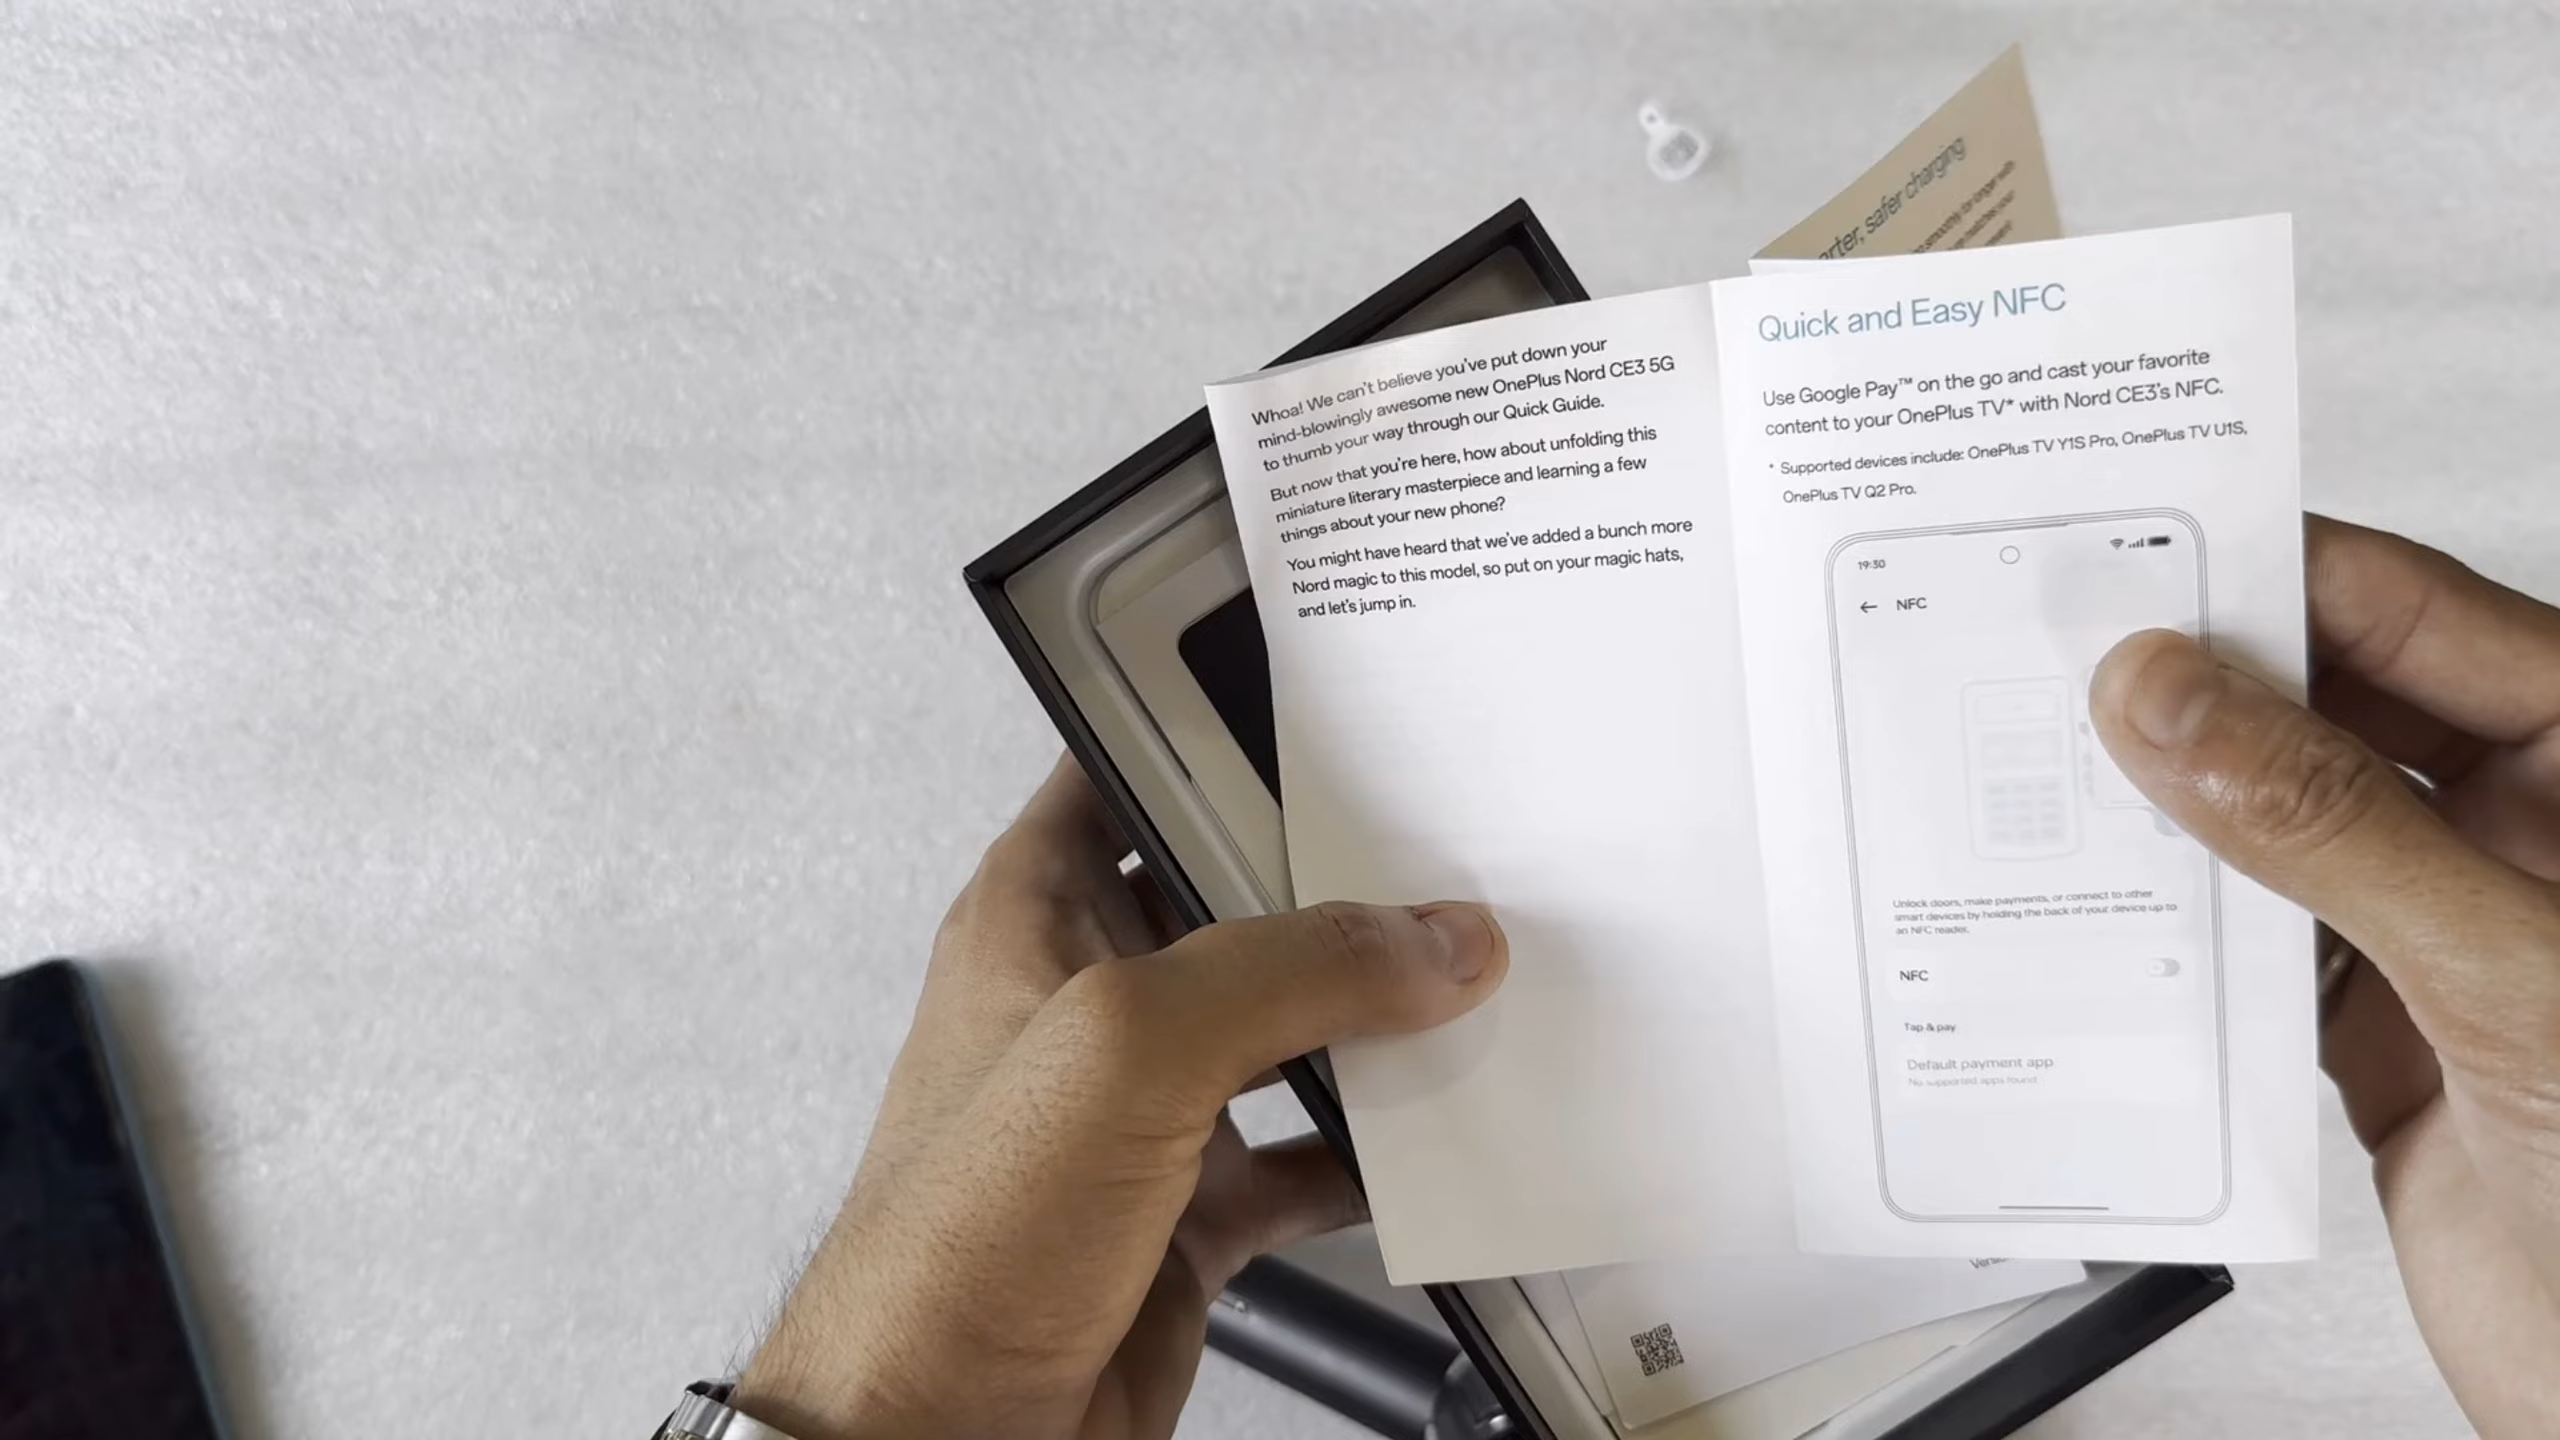 safer charging
Whoa! We can't believe you've put down your
mind-blowingly awesome new OnePlus Nord CE3 5G
to thumb your way through our Quick Guide.
But now that you're here, how about unfolding this
miniature literary masterpiece and learning a few
things about your new phone?
You might have heard that we've added a bunch more
Nord magic to this model, so put on your magic hats,
and let's jump in.
Quick and Easy NFC
Use Google Pay™ on the go and cast your favorite
content to your OnePlus TV* with Nord CE3's NFC.
* Supported devices include: OnePlus TV Y1S Pro, OnePlus TV U1S,
OnePlus TV Q2 Pro.
19:30
← NFC
Unlock doors, make payments, or connect to other
smart devices by holding the back of your device up to
an NFC reader.
NFC
Tap & pay
Default payment app
No supported apps found